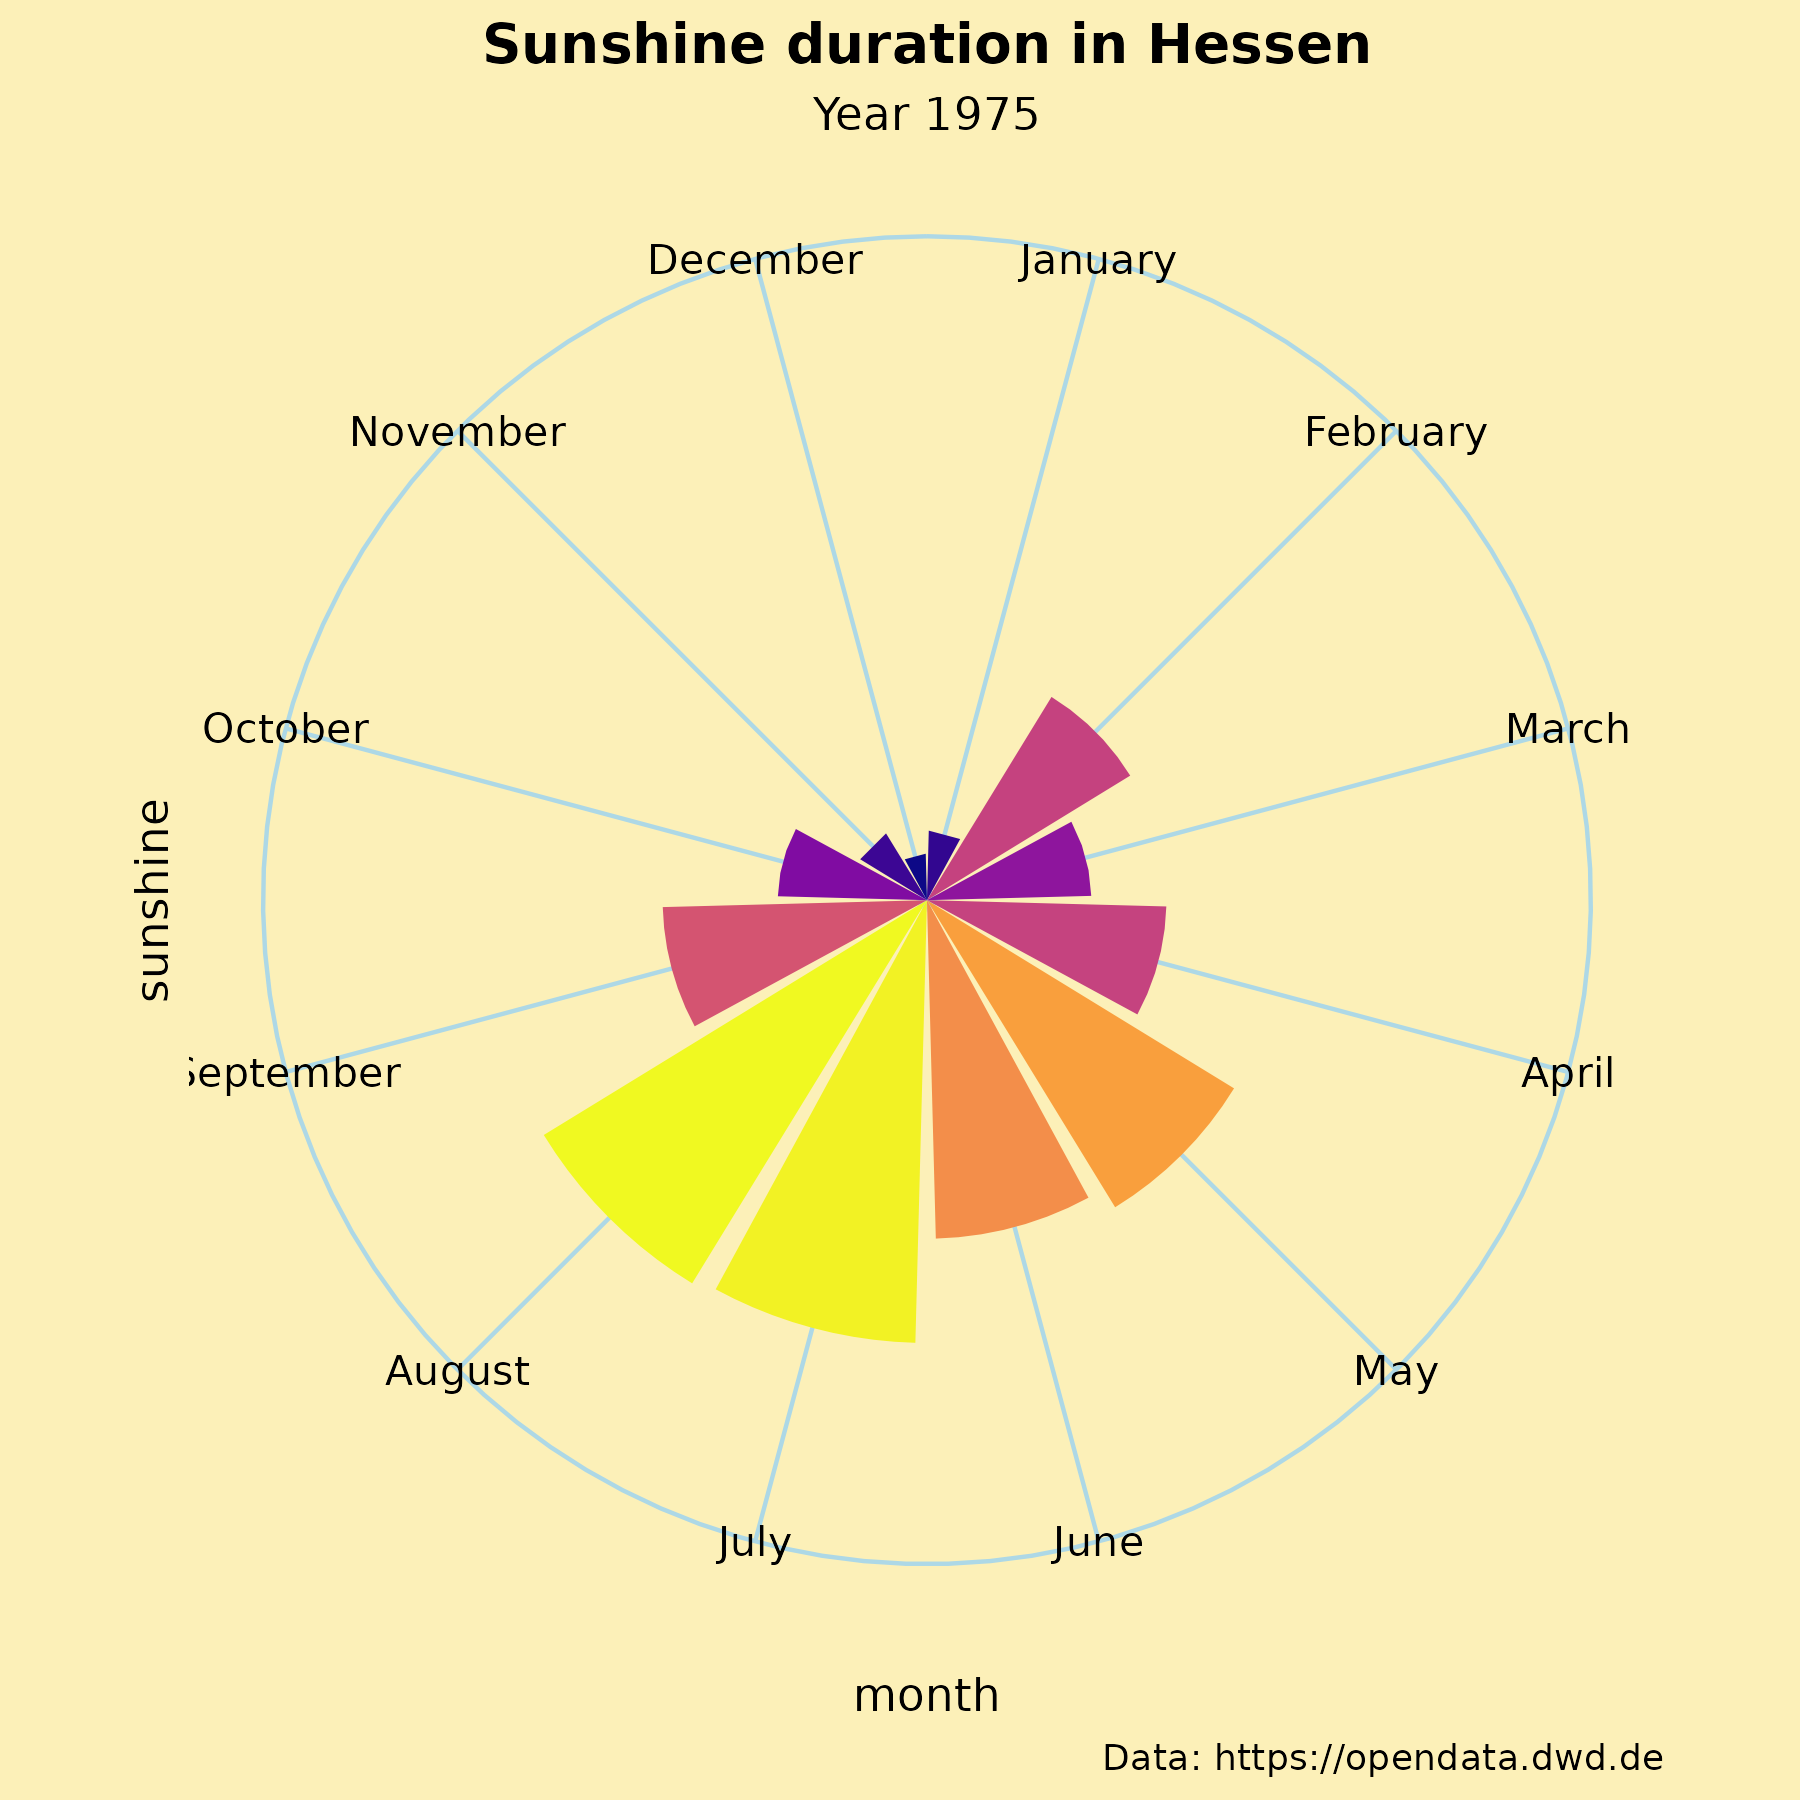 Sunshine duration in Hessen
Year 1975
December
January
November
February
October
March
sunshine
September
April
August
May
July
June
month
Data: https://opendata.dwd.de